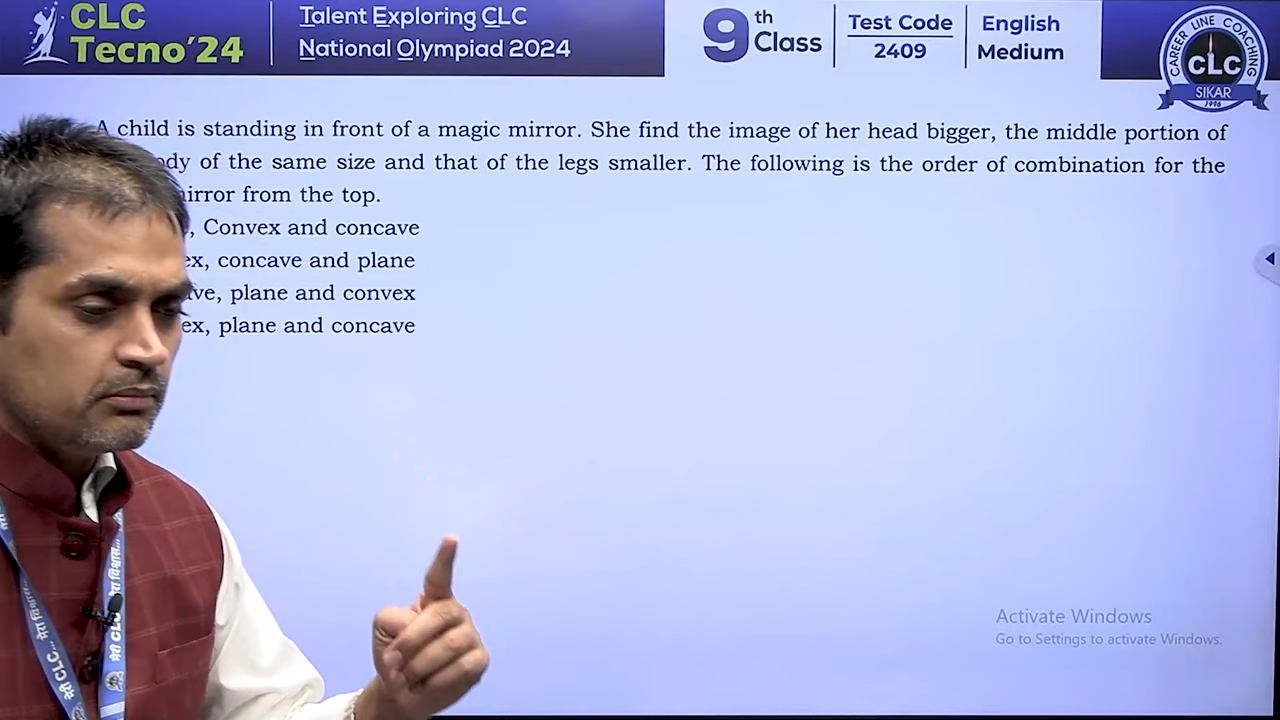 CLC
Tecno'24
Talent Exploring CLC
National Olympiad 2024
9th Class
Test Code
2409
English
Medium
CAREER LINE COACHING
CLC
SIKAR
1996
A child is standing in front of a magic mirror. She find the image of her head bigger, the middle portion of
dy of the same size and that of the legs smaller. The following is the order of combination for the
irror from the top.
, Convex and concave
ex, concave and plane
ve, plane and convex
ex, plane and concave
Activate Windows
Go to Settings to activate Windows.